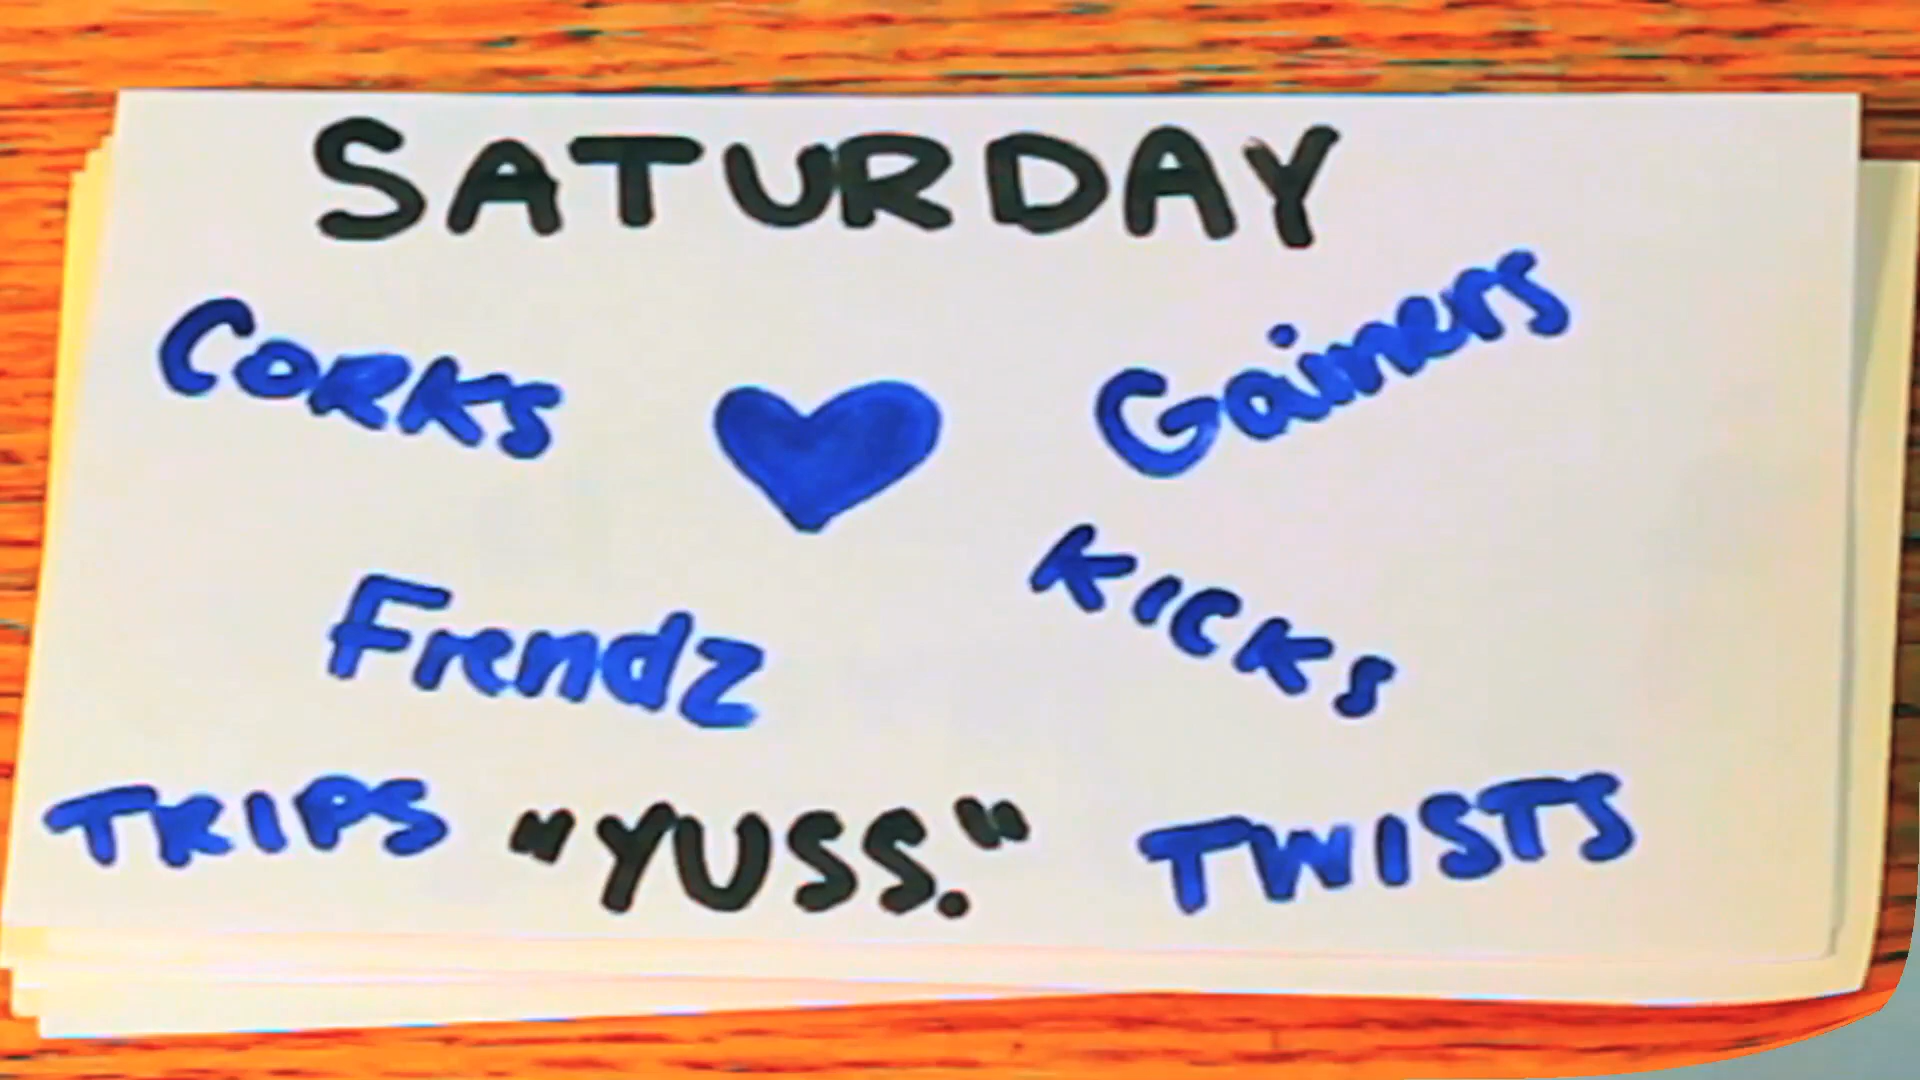 SATURDAY
CORKS
Gainers
KICKS
Frendz
TRIPS
"YUSS."
TWISTS